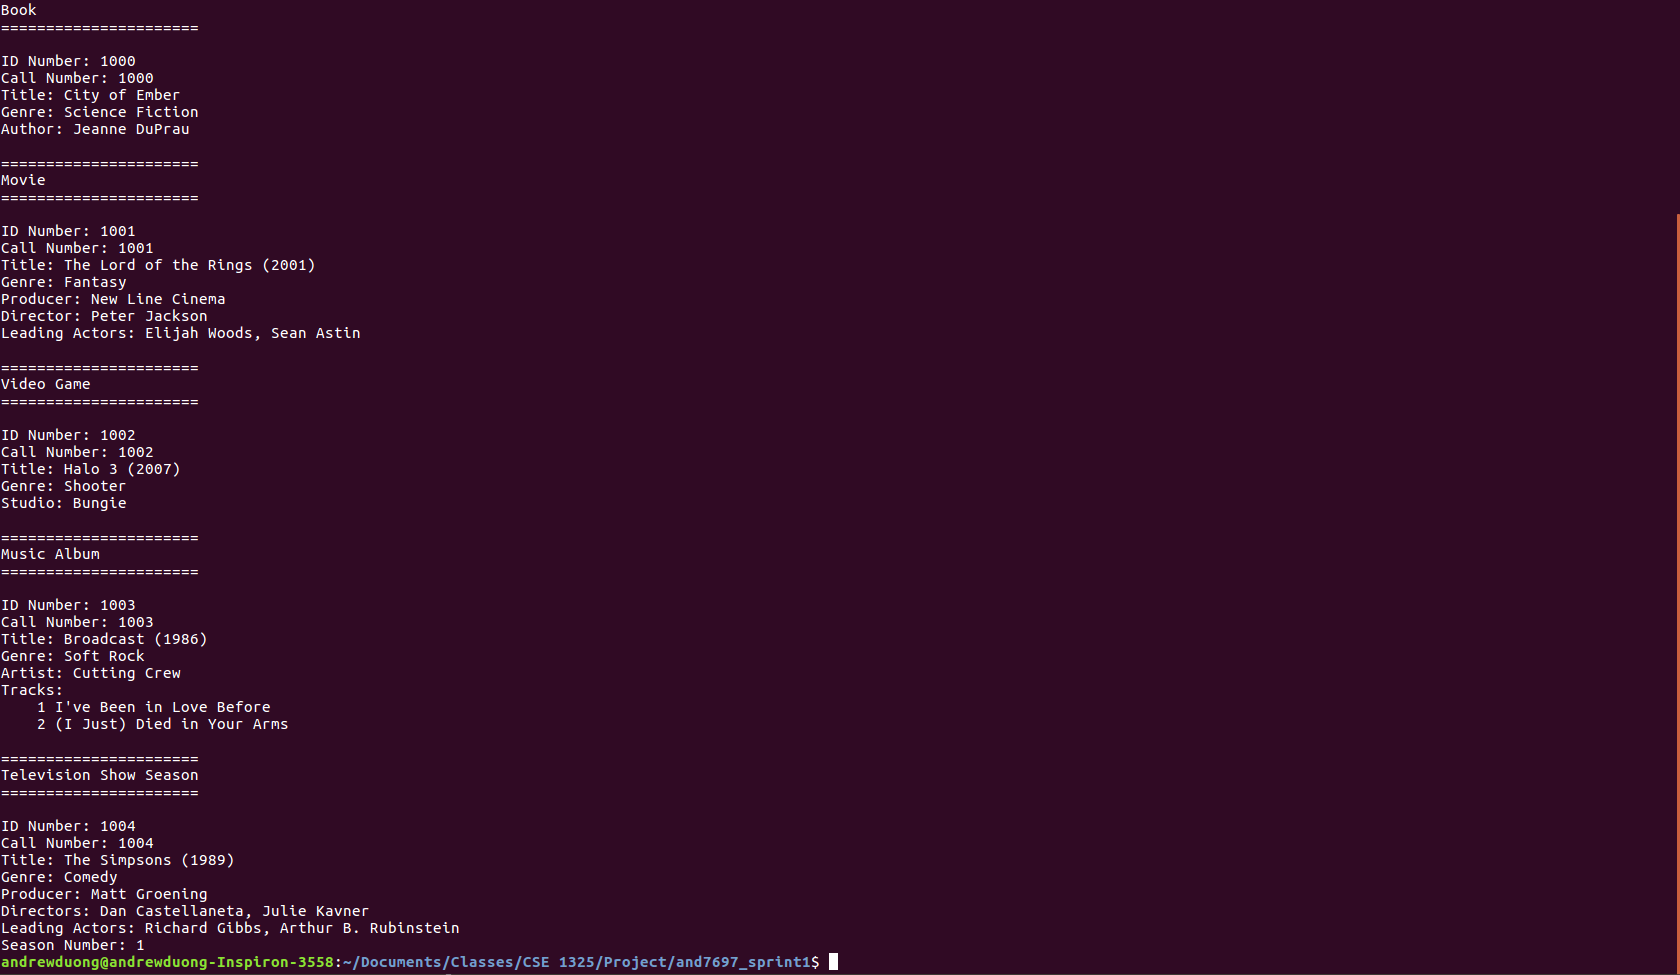 Book
======================
ID Number: 1000
Call Number: 1000
Title: City of Ember
Genre: Science Fiction
Author: Jeanne DuPrau
======================
Movie
======================
ID Number: 1001
Call Number: 1001
Title: The Lord of the Rings (2001)
Genre: Fantasy
Producer: New Line Cinema
Director: Peter Jackson
Leading Actors: Elijah Woods, Sean Astin
======================
Video Game
======================
ID Number: 1002
Call Number: 1002
Title: Halo 3 (2007)
Genre: Shooter
Studio: Bungie
======================
Music Album
======================
ID Number: 1003
Call Number: 1003
Title: Broadcast (1986)
Genre: Soft Rock
Artist: Cutting Crew
Tracks:
    1 I've Been in Love Before
    2 (I Just) Died in Your Arms
======================
Television Show Season
======================
ID Number: 1004
Call Number: 1004
Title: The Simpsons (1989)
Genre: Comedy
Producer: Matt Groening
Directors: Dan Castellaneta, Julie Kavner
Leading Actors: Richard Gibbs, Arthur B. Rubinstein
Season Number: 1
andrewduong@andrewduong-Inspiron-3558:~/Documents/Classes/CSE 1325/Project/and7697_sprint1$